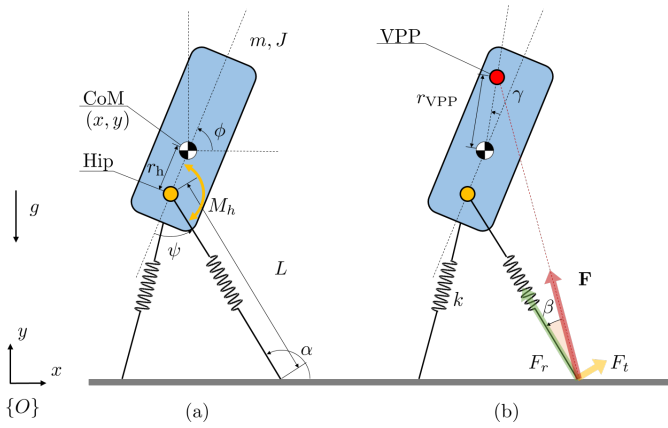 m, J
CoM
(x, y)
ϕ
Hip
r_h
M_h
g
ψ
L
α
y
x
{O}
(a)
VPP
r_VPP
γ
k
F
β
F_r
F_t
(b)